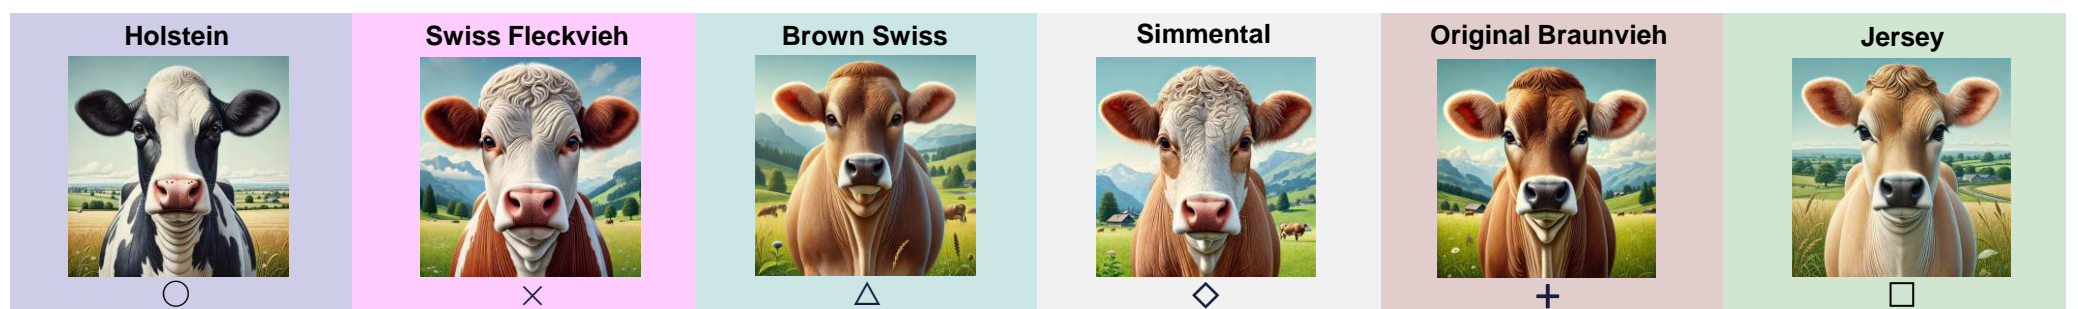 Holstein
Swiss Fleckvieh
Brown Swiss
Simmental
Original Braunvieh
Jersey